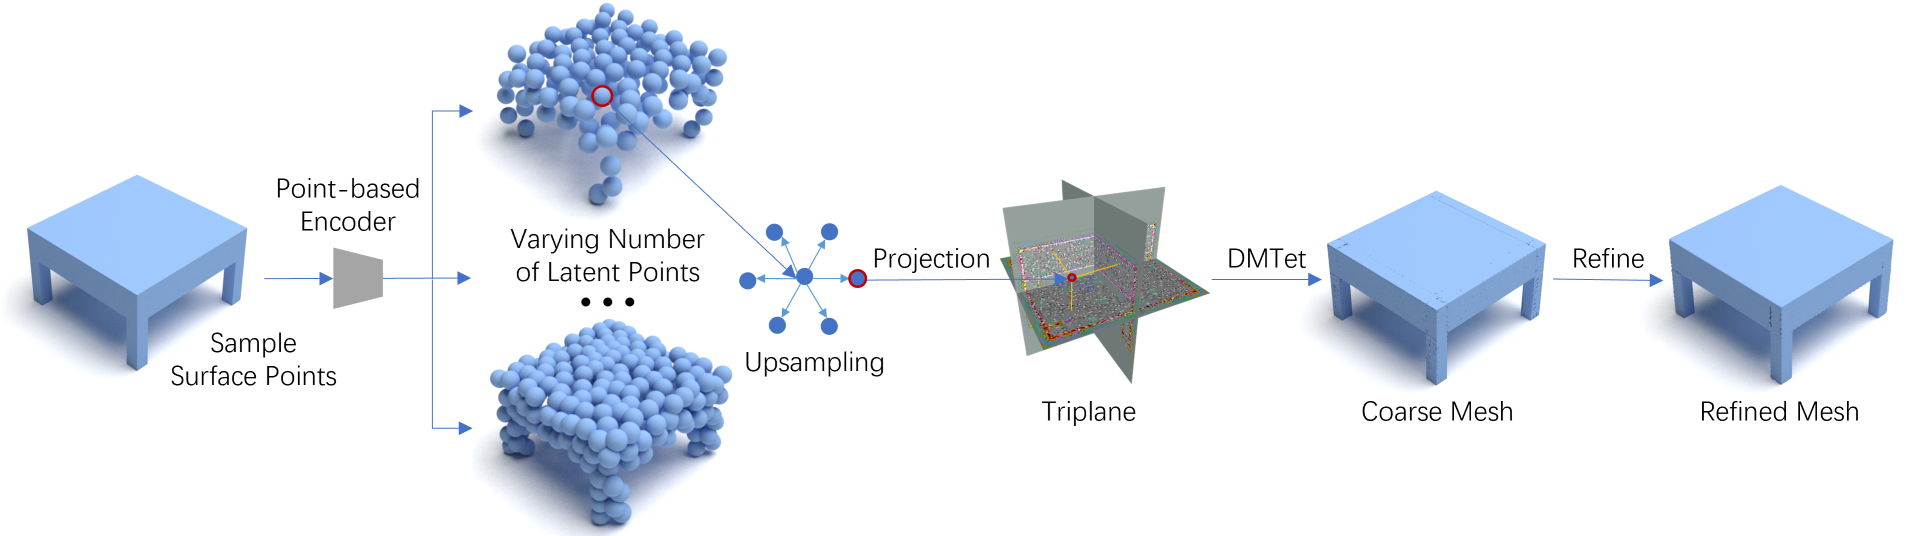 Sample
Surface Points
Point-based
Encoder
Varying Number
of Latent Points
Upsampling
Projection
Triplane
DMTet
Coarse Mesh
Refine
Refined Mesh